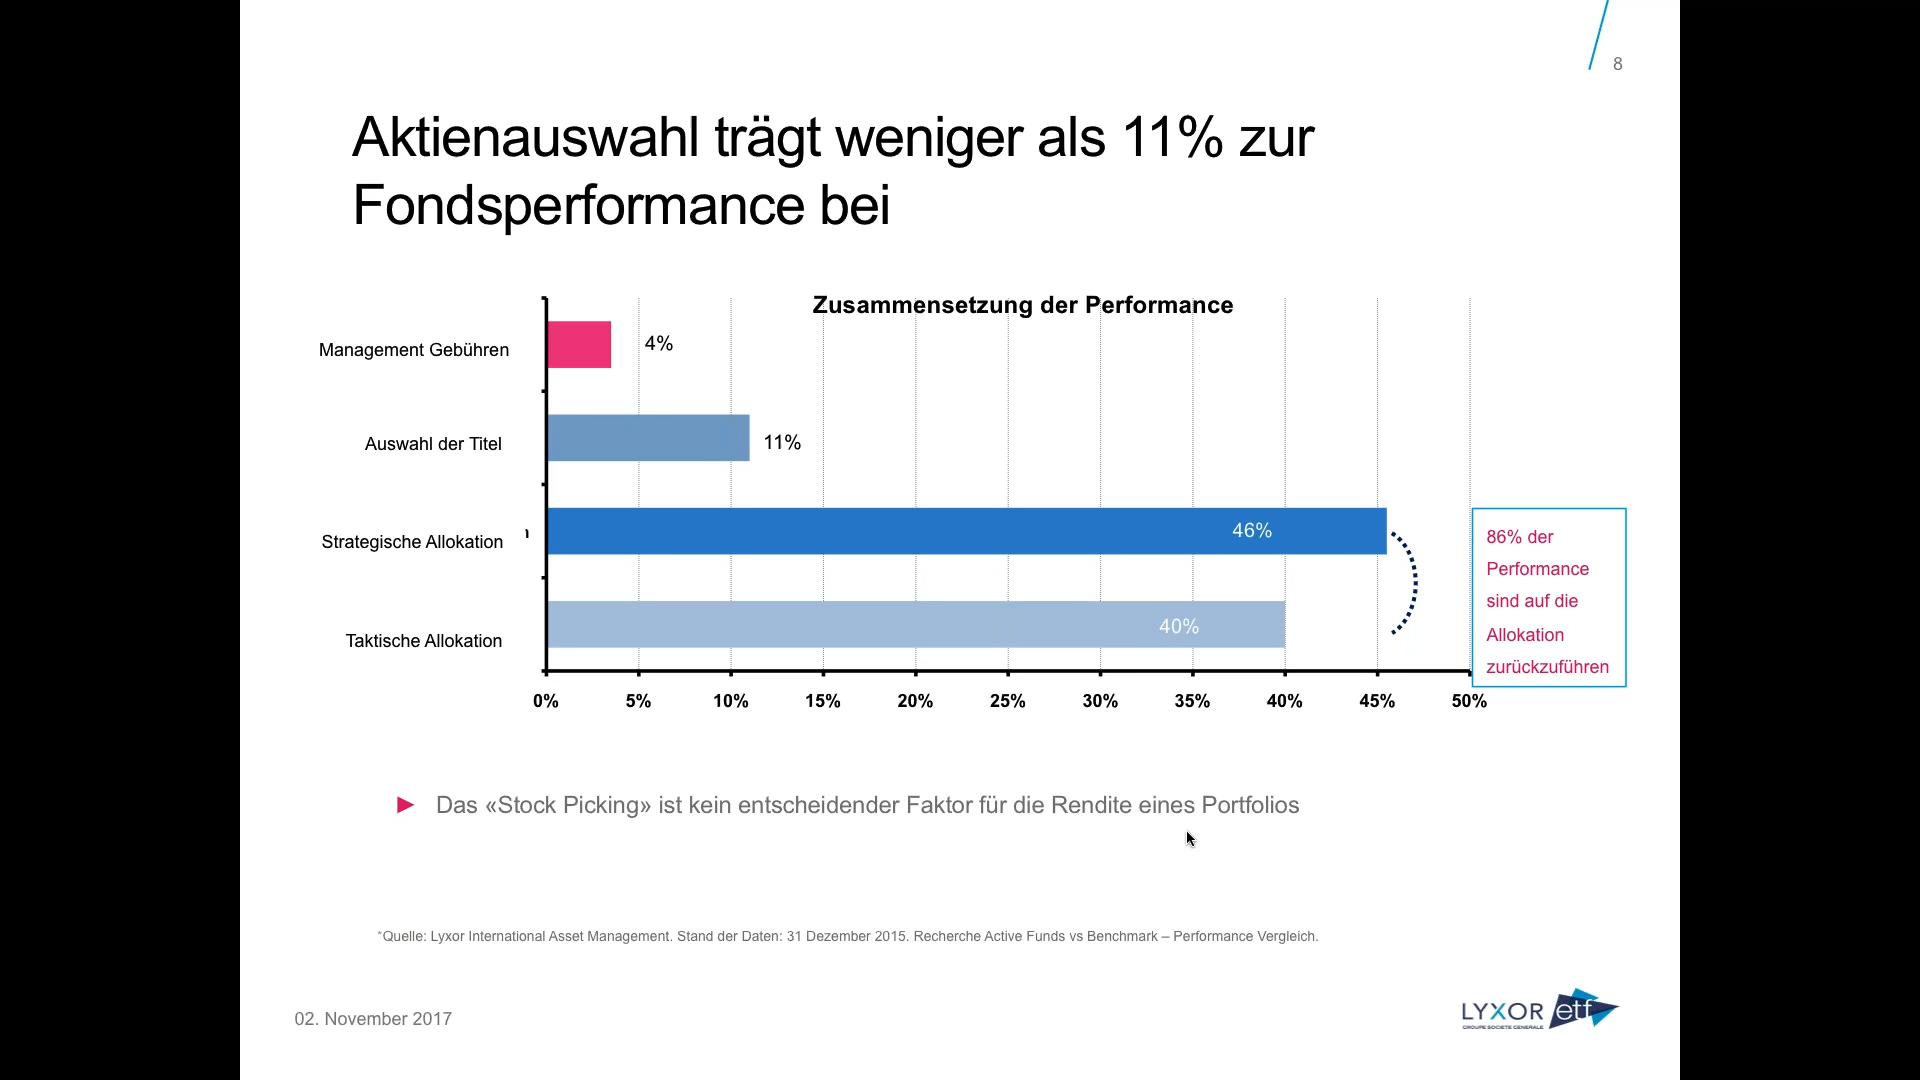 8
Aktienauswahl trägt weniger als 11% zur
Fondsperformance bei
Zusammensetzung der Performance
Management Gebühren
4%
Auswahl der Titel
11%
Strategische Allokation
46%
Taktische Allokation
40%
86% der
Performance
sind auf die
Allokation
zurückzuführen
0% 5% 10% 15% 20% 25% 30% 35% 40% 45% 50%
Das «Stock Picking» ist kein entscheidender Faktor für die Rendite eines Portfolios
*Quelle: Lyxor International Asset Management. Stand der Daten: 31 Dezember 2015. Recherche Active Funds vs Benchmark – Performance Vergleich.
02. November 2017
LYXOR etf
GROUPE SOCIETE GENERALE